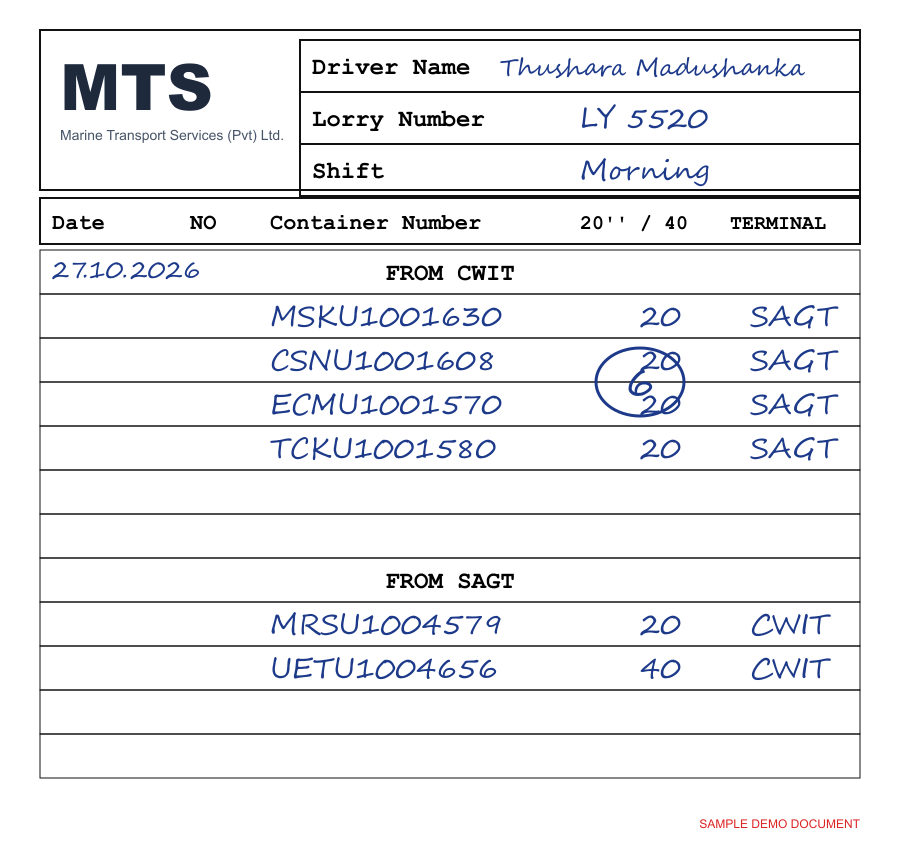 MTS
Marine Transport Services (Pvt) Ltd.
Driver Name Thushara Madushanka
Lorry Number LY 5520
Shift Morning
Date NO Container Number 20'' / 40 TERMINAL
27.10.2026 FROM CWIT
MSKU1001630 20 SAGT
CSNU1001608 20 SAGT
6
ECMU1001570 20 SAGT
TCKU1001580 20 SAGT
FROM SAGT
MRSU1004579 20 CWIT
UETU1004656 40 CWIT
SAMPLE DEMO DOCUMENT